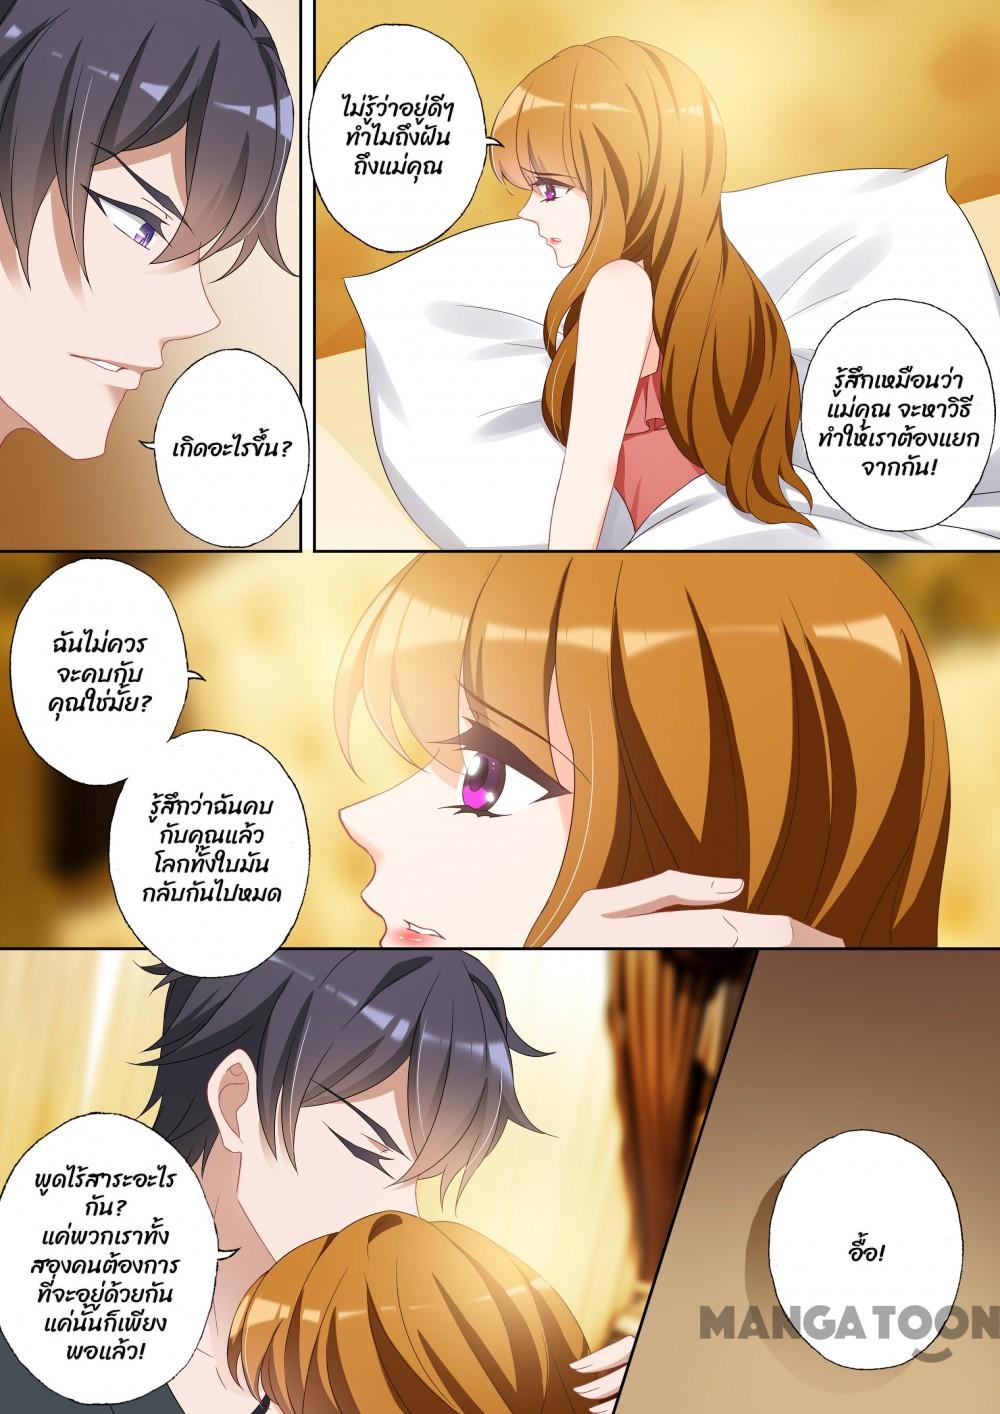 เกิดอะไรขึ้น?
ไม่รู้ว่าอยู่ดีๆ
ทำไมถึงฝัน
ถึงแม่คุณ
รู้สึกเหมือนว่า
แม่คุณ จะหาวิธี
ทำให้เราต้องแยก
จากกัน!
ฉันไม่ควร
จะคบกับ
คุณใช่มั้ย?
รู้สึกว่าฉันคบ
กับคุณแล้ว
โลกทั้งใบมัน
กลับกันไปหมด
พูดไร้สาระอะไร
กัน?
แค่พวกเราทั้ง
สองคนต้องการ
ที่จะอยู่ด้วยกัน
แค่นั้นก็เพียง
พอแล้ว!
อื้อ!
MANGATOON